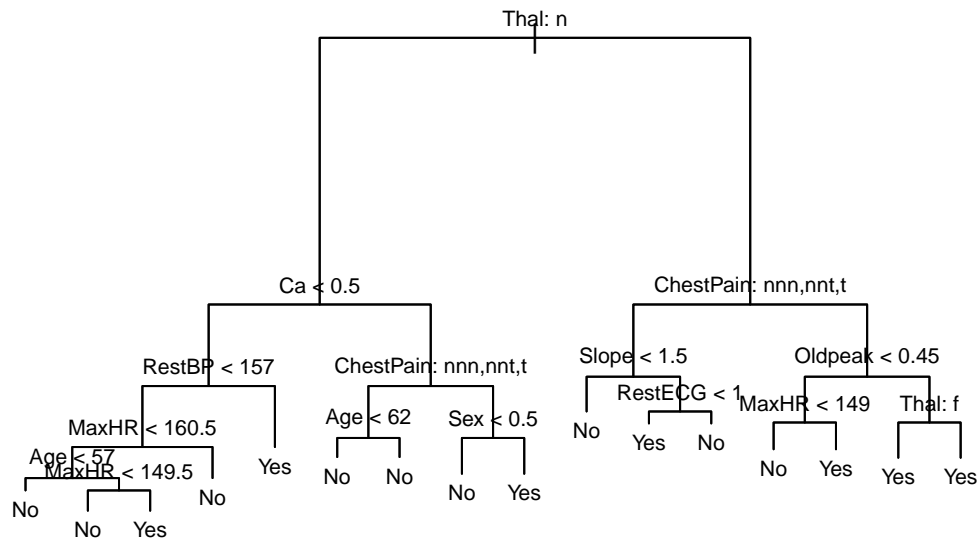 Thal: n
Ca < 0.5
ChestPain: nnn,nnt,t
RestBP < 157
ChestPain: nnn,nnt,t
Slope < 1.5
Oldpeak < 0.45
MaxHR < 160.5
Yes
Age < 62
Sex < 0.5
No
RestECG < 1
MaxHR < 149
Thal: f
Age < 57
MaxHR < 149.5
No
No
No
No
Yes
Yes
No
No
Yes
Yes
Yes
No
No
Yes